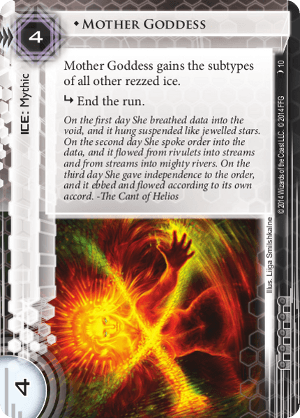 4
♦ MOTHER GODDESS
ICE: Mythic
Mother Goddess gains the subtypes
of all other rezzed ice.
↳ End the run.
On the first day She breathed data into the
void, and it hung suspended like jewelled stars.
On the second day She spoke order into the
data, and it flowed from rivulets into streams
and from streams into mighty rivers. On the
third day She gave independence to the order,
and it ebbed and flowed according to its own
accord. -The Cant of Helios
10
© 2014 Wizards of the Coast LLC. © 2014 FFG
Illus. Liiga Smilshkalne
4